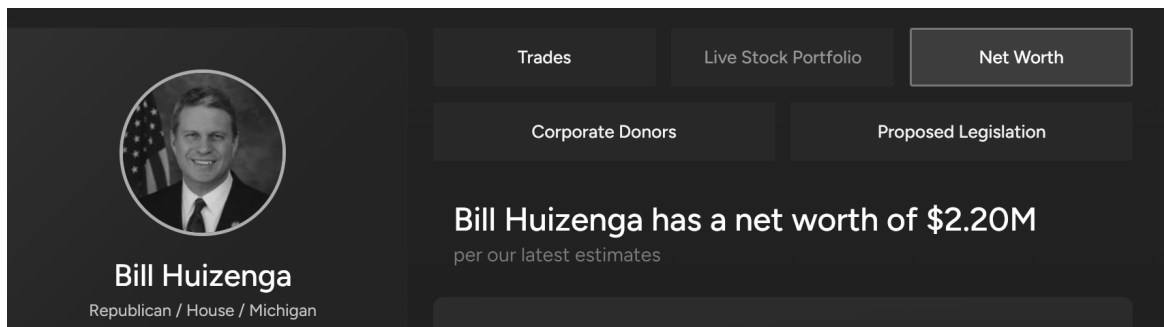 Trades
Live Stock Portfolio
Net Worth
Corporate Donors
Proposed Legislation
Bill Huizenga has a net worth of $2.20M
per our latest estimates
Bill Huizenga
Republican / House / Michigan